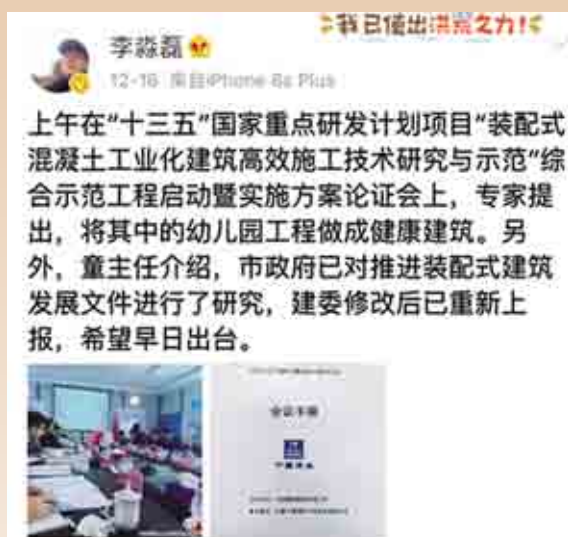 我已使出洪荒之力!
李淼磊
12-16 来自iPhone 6s Plus
上午在“十三五”国家重点研发计划项目“装配式
混凝土工业化建筑高效施工技术研究与示范”综
合示范工程启动暨实施方案论证会上，专家提
出，将其中的幼儿园工程做成健康建筑。另
外，童主任介绍，市政府已对推进装配式建筑
发展文件进行了研究，建委修改后已重新上
报，希望早日出台。
会议手册